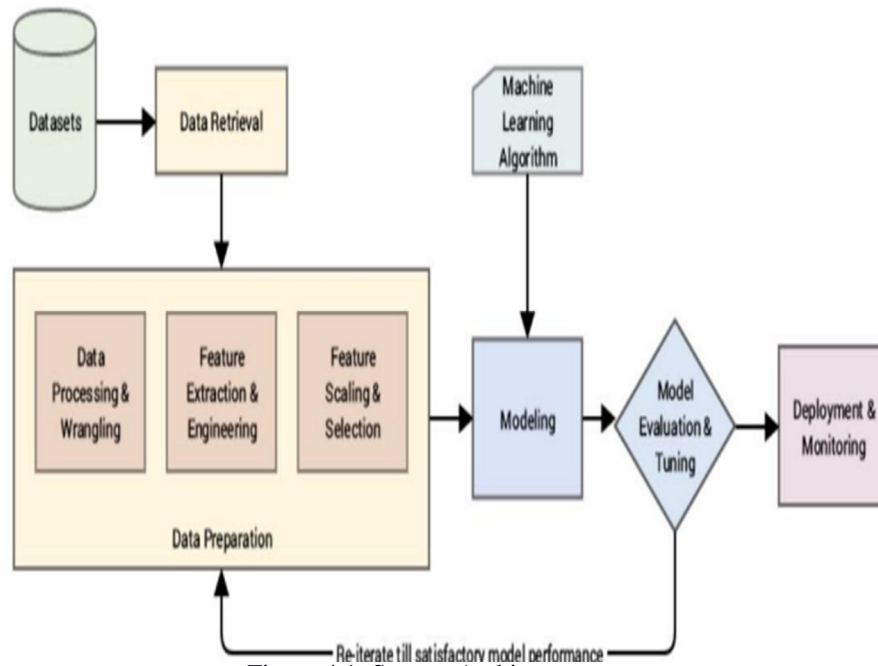 Datasets
Data Retrieval
Machine
Learning
Algorithm
Data
Processing &
Wrangling
Feature
Extraction &
Engineering
Feature
Scaling &
Selection
Data Preparation
Modeling
Model
Evaluation &
Tuning
Deployment &
Monitoring
Re-iterate till satisfactory model performance